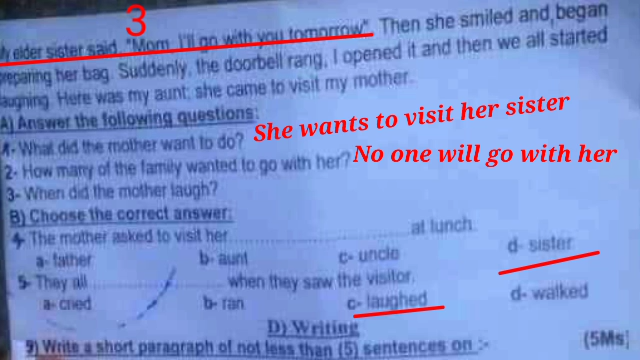 3
My elder sister said, "Mom, I'll go with you tomorrow". Then she smiled and began
preparing her bag. Suddenly, the doorbell rang, I opened it and then we all started
laughing. Here was my aunt; she came to visit my mother.
A) Answer the following questions:
1- What did the mother want to do? She wants to visit her sister
2- How many of the family wanted to go with her? No one will go with her
3- When did the mother laugh?
B) Choose the correct answer:
4- The mother asked to visit her........................ at lunch.
a- father b- aunt c- uncle d- sister
5- They all .................... when they saw the visitor.
a- cried b- ran c- laughed d- walked
D) Writing
9) Write a short paragraph of not less than (5) sentences on :- (5Ms)